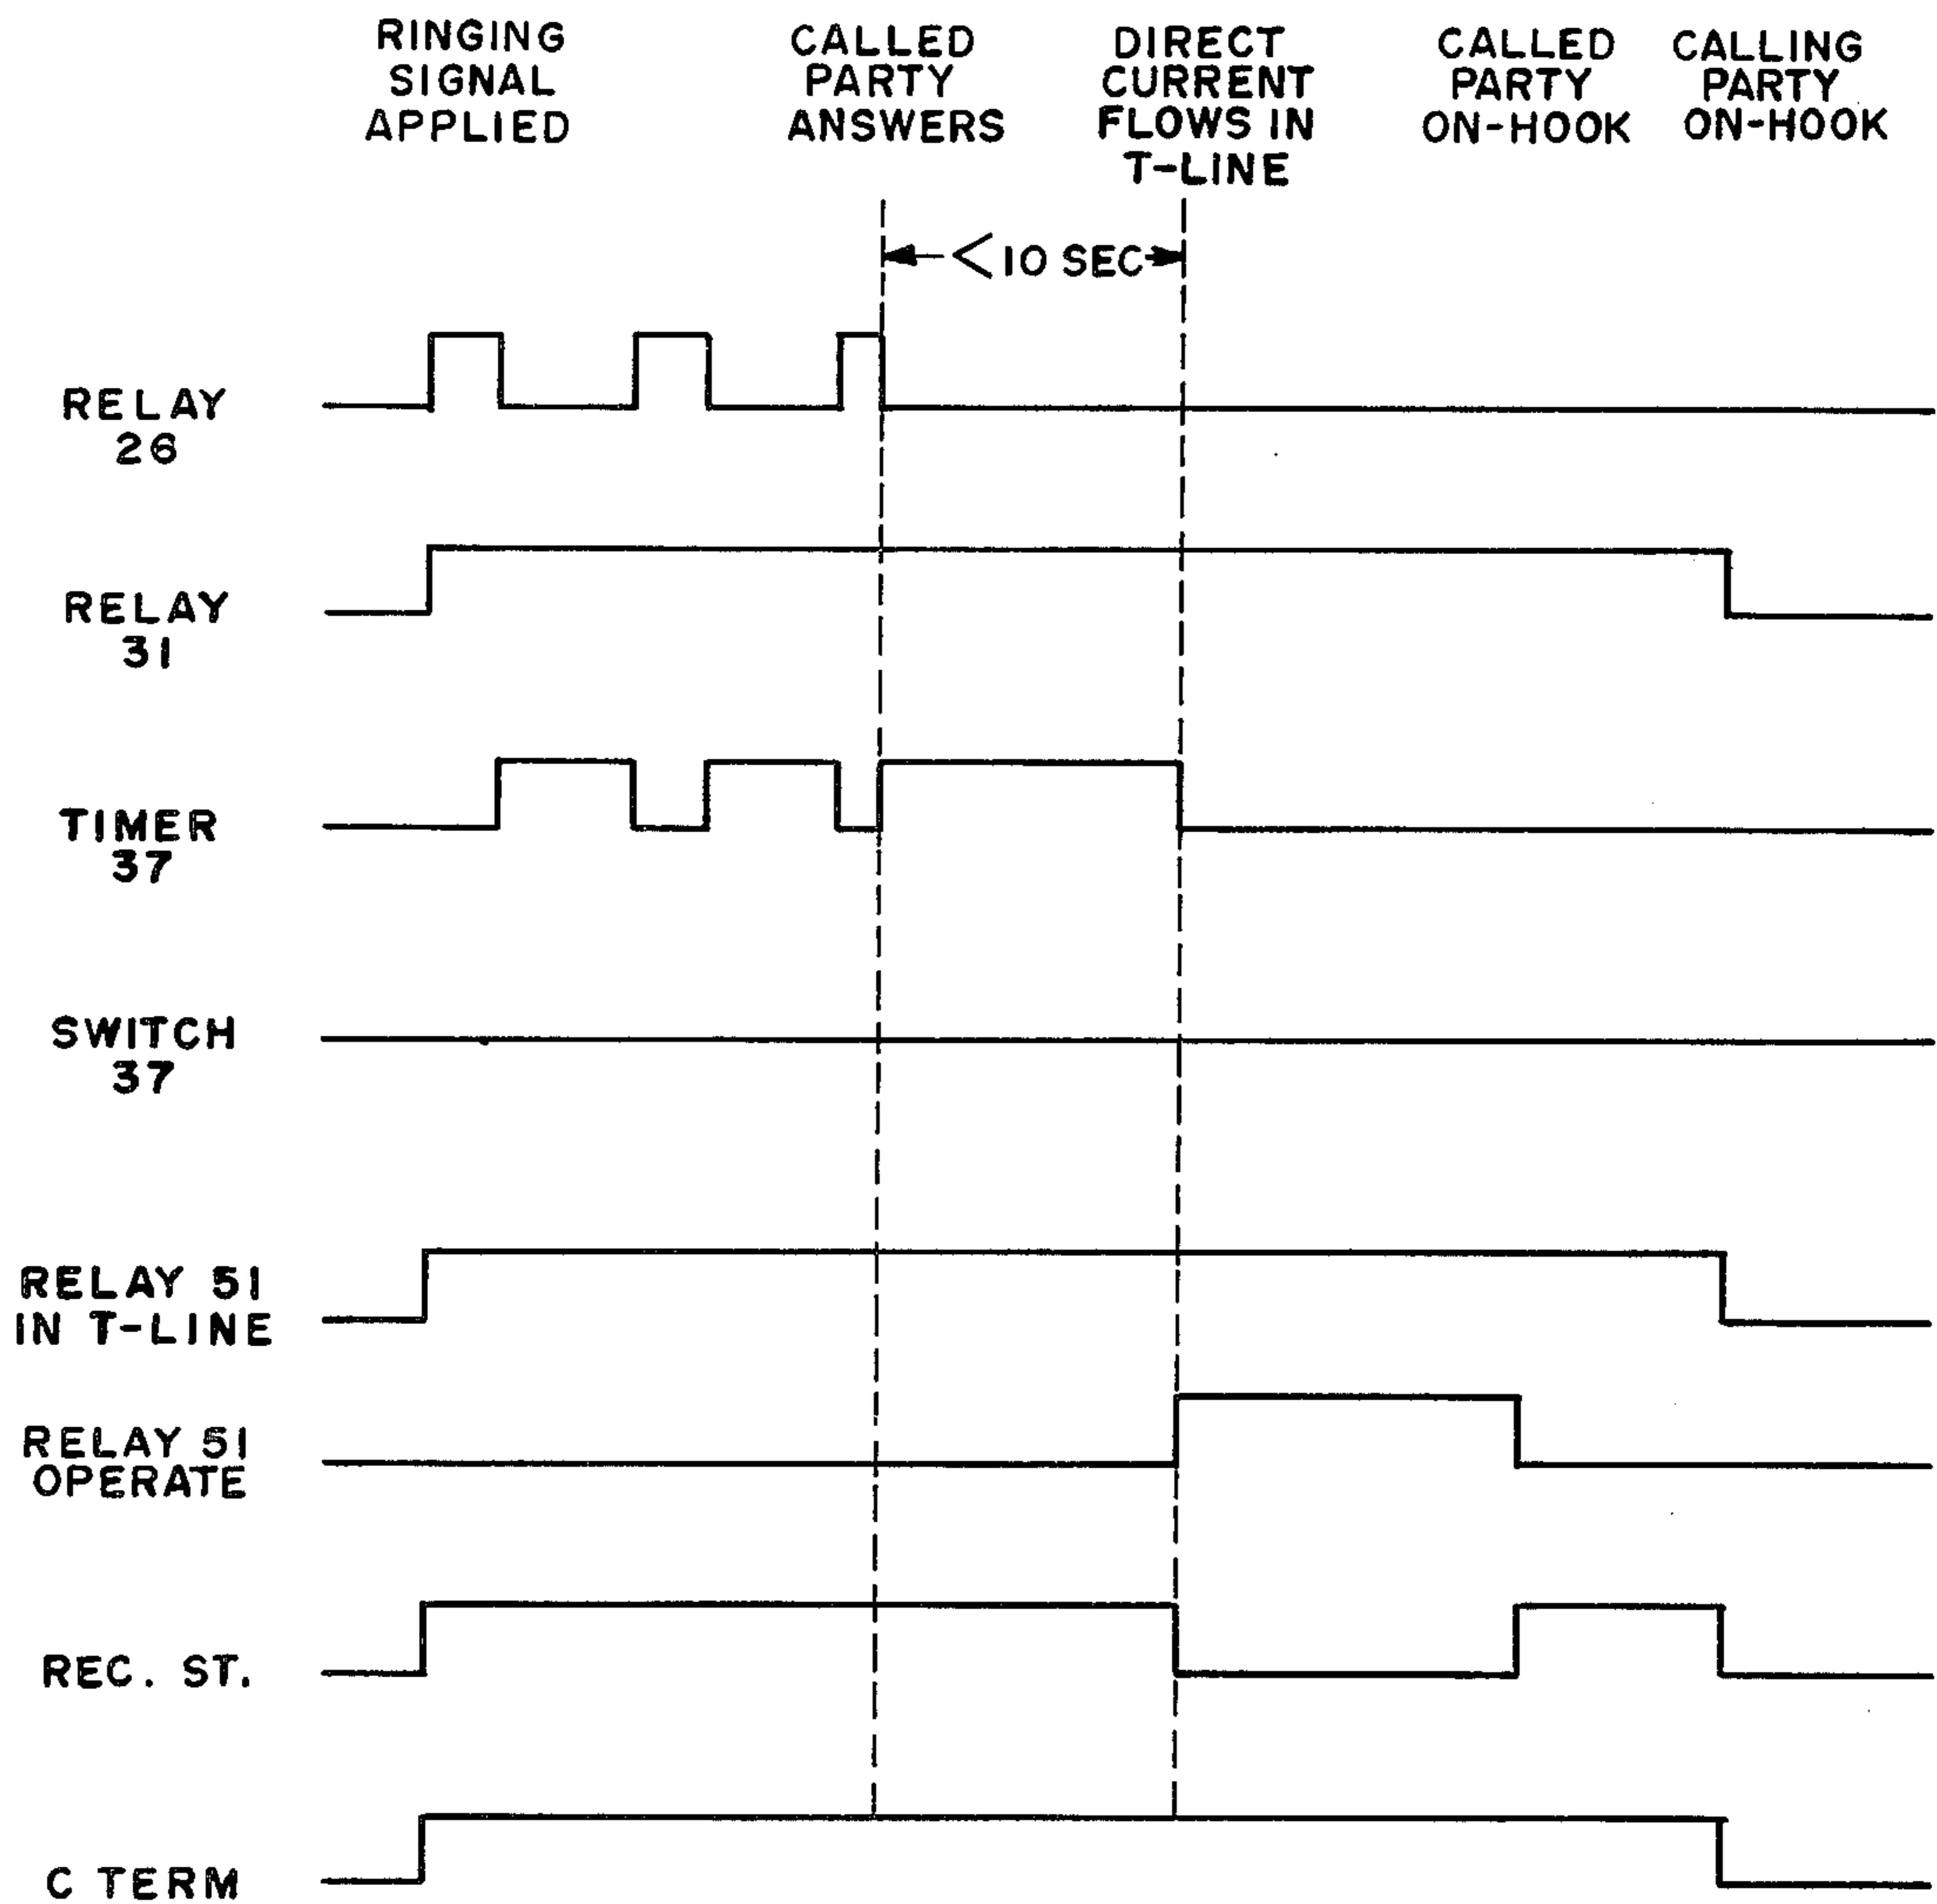 RINGING
SIGNAL
APPLIED
CALLED
PARTY
ANSWERS
DIRECT
CURRENT
FLOWS IN
T-LINE
CALLED
PARTY
ON-HOOK
CALLING
PARTY
ON-HOOK
<10 SEC
RELAY
26
RELAY
31
TIMER
37
SWITCH
37
RELAY 51
IN T-LINE
RELAY 51
OPERATE
REC. ST.
C TERM